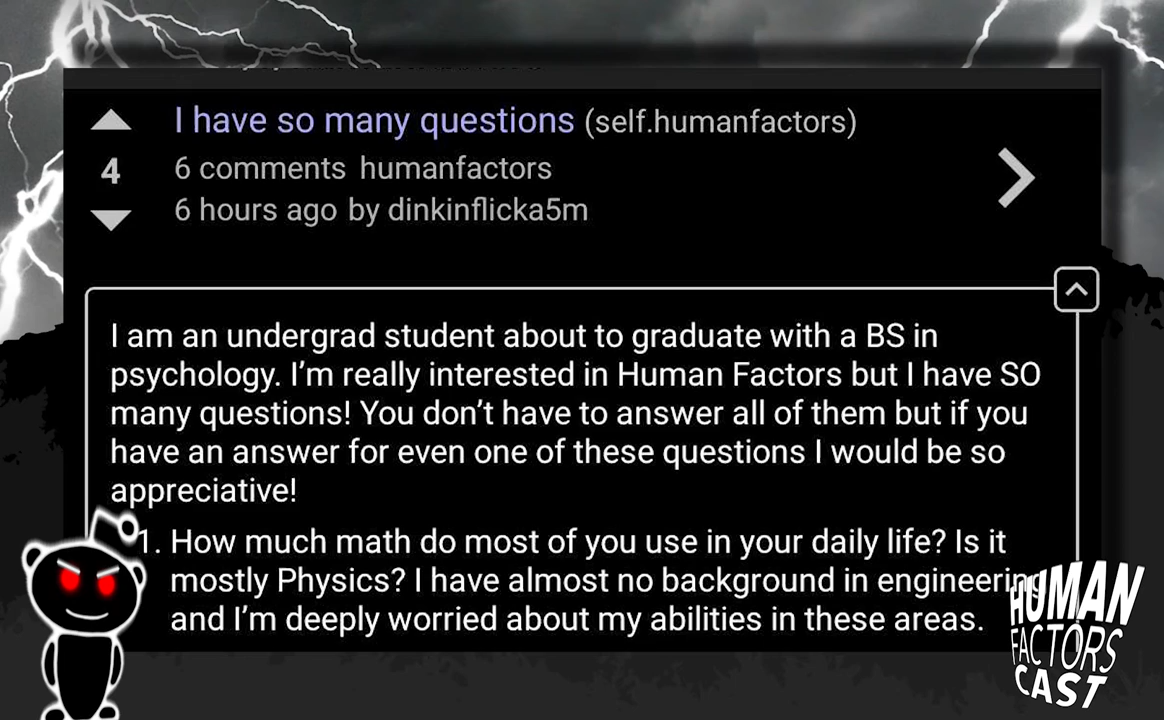 I have so many questions (self.humanfactors)
4
6 comments humanfactors
6 hours ago by dinkinflicka5m
I am an undergrad student about to graduate with a BS in
psychology. I'm really interested in Human Factors but I have SO
many questions! You don't have to answer all of them but if you
have an answer for even one of these questions I would be so
appreciative!
1. How much math do most of you use in your daily life? Is it
mostly Physics? I have almost no background in engineering
and I'm deeply worried about my abilities in these areas.
HUMAN
FACTORS
CAST